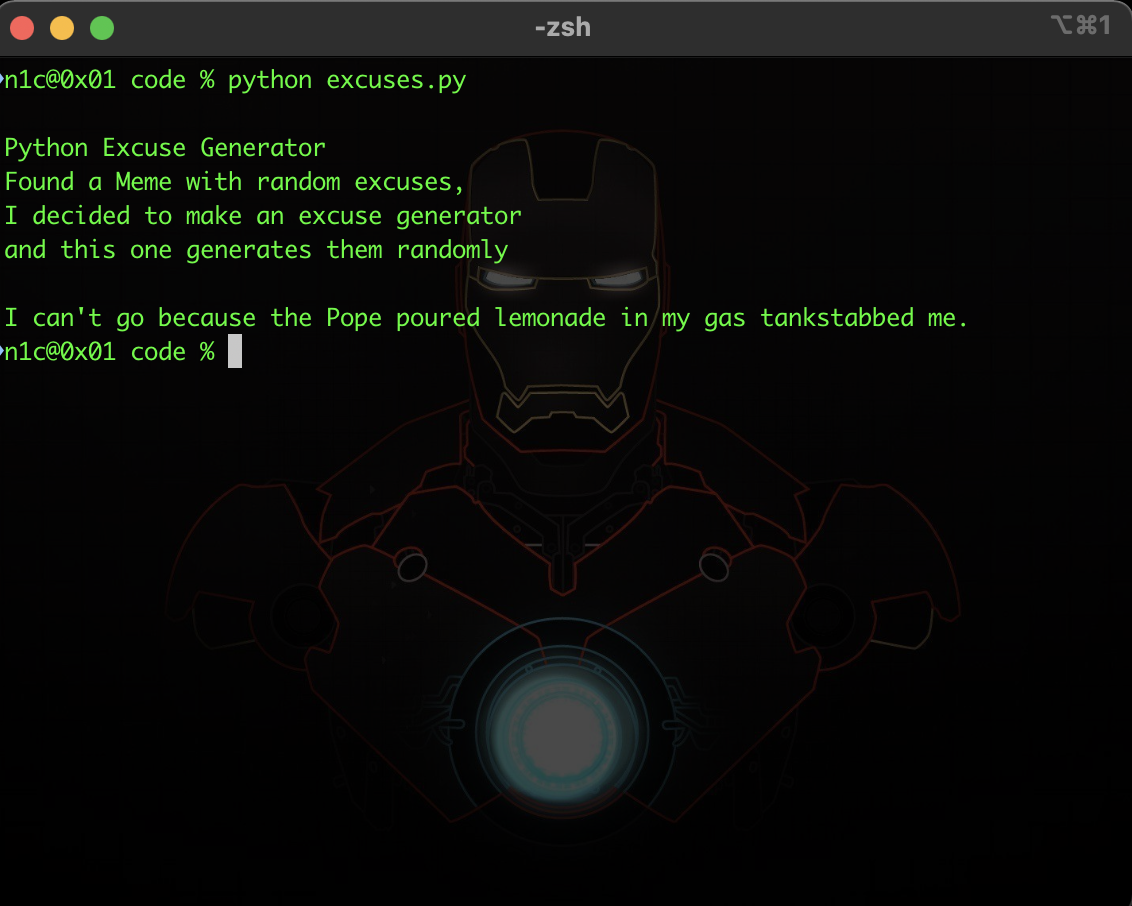 -zsh
⌥⌘1
n1c@0x01 code % python excuses.py
Python Excuse Generator
Found a Meme with random excuses,
I decided to make an excuse generator
and this one generates them randomly
I can't go because the Pope poured lemonade in my gas tankstabbed me.
n1c@0x01 code %